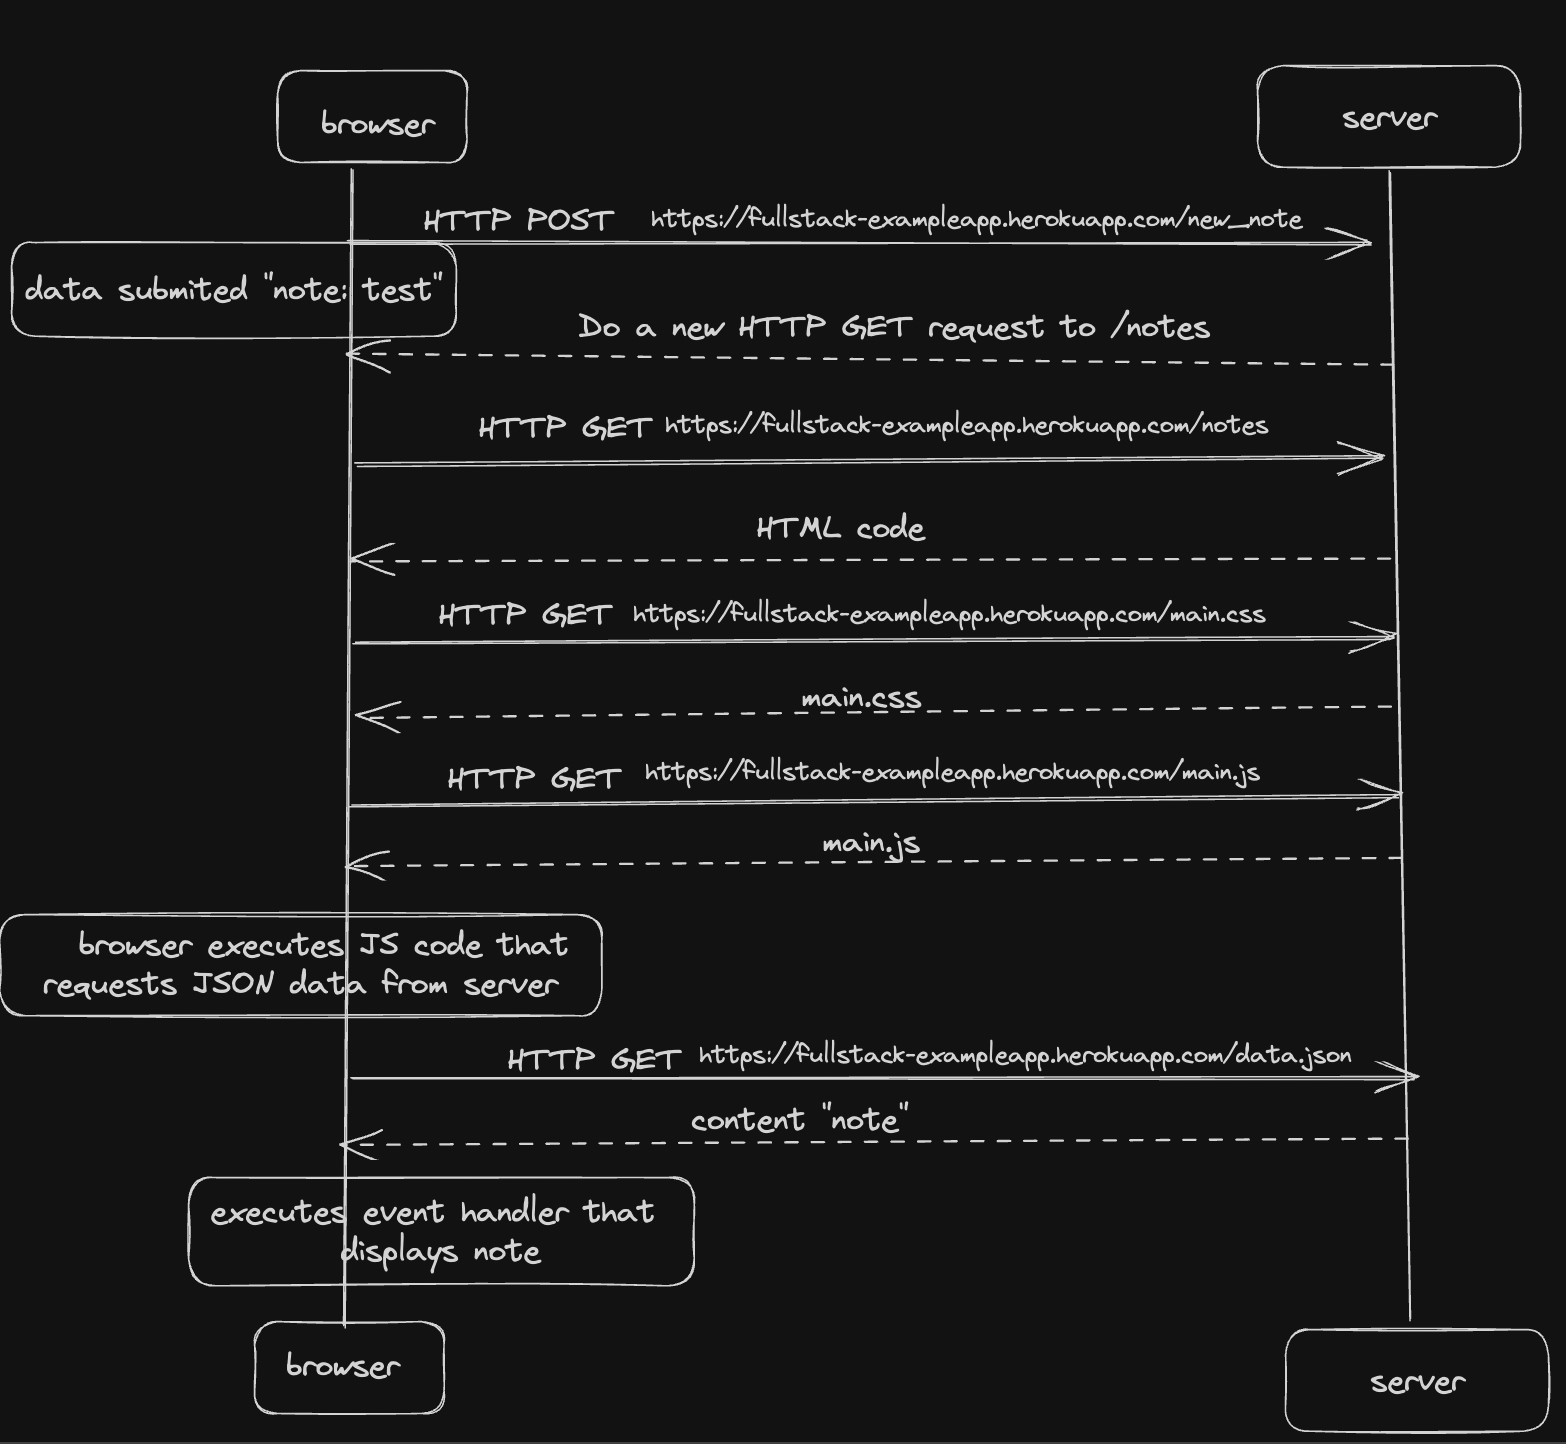 browser
server
HTTP POST https://fullstack-exampleapp.herokuapp.com/new_note
data submited "note: test"
Do a new HTTP GET request to /notes
HTTP GET https://fullstack-exampleapp.herokuapp.com/notes
HTML code
HTTP GET https://fullstack-exampleapp.herokuapp.com/main.css
main.css
HTTP GET https://fullstack-exampleapp.herokuapp.com/main.js
main.js
browser executes JS code that
requests JSON data from server
HTTP GET https://fullstack-exampleapp.herokuapp.com/data.json
content "note"
executes event handler that
displays note
browser
server